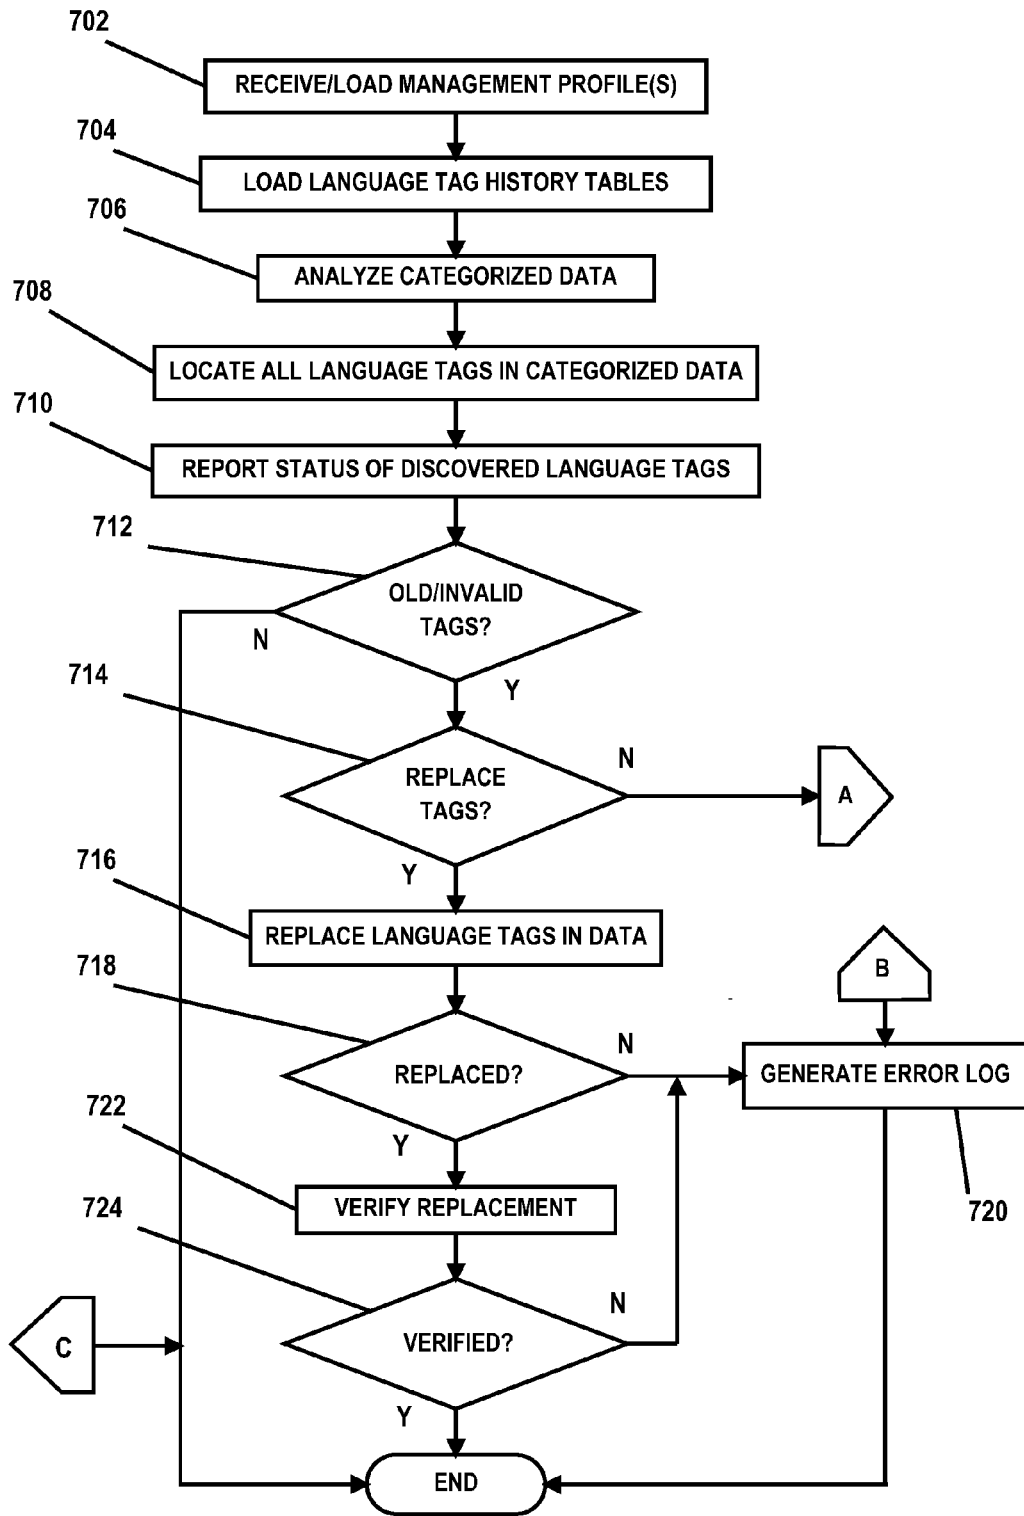 702
RECEIVE/LOAD MANAGEMENT PROFILE(S)
704
LOAD LANGUAGE TAG HISTORY TABLES
706
ANALYZE CATEGORIZED DATA
708
LOCATE ALL LANGUAGE TAGS IN CATEGORIZED DATA
710
REPORT STATUS OF DISCOVERED LANGUAGE TAGS
712
OLD/INVALID
TAGS?
N
Y
714
REPLACE
TAGS?
N
A
Y
716
REPLACE LANGUAGE TAGS IN DATA
B
718
REPLACED?
N
GENERATE ERROR LOG
720
Y
722
VERIFY REPLACEMENT
724
VERIFIED?
N
C
Y
END